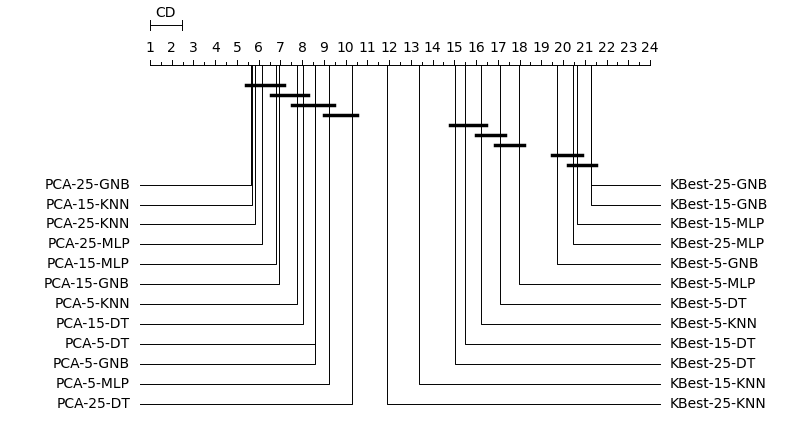 CD
1 2 3 4 5 6 7 8 9 10 11 12 13 14 15 16 17 18 19 20 21 22 23 24
PCA-25-GNB KBest-25-GNB
PCA-15-KNN KBest-15-GNB
PCA-25-KNN KBest-15-MLP
PCA-25-MLP KBest-25-MLP
PCA-15-MLP KBest-5-GNB
PCA-15-GNB KBest-5-MLP
PCA-5-KNN KBest-5-DT
PCA-15-DT KBest-5-KNN
PCA-5-DT KBest-15-DT
PCA-5-GNB KBest-25-DT
PCA-5-MLP KBest-15-KNN
PCA-25-DT KBest-25-KNN